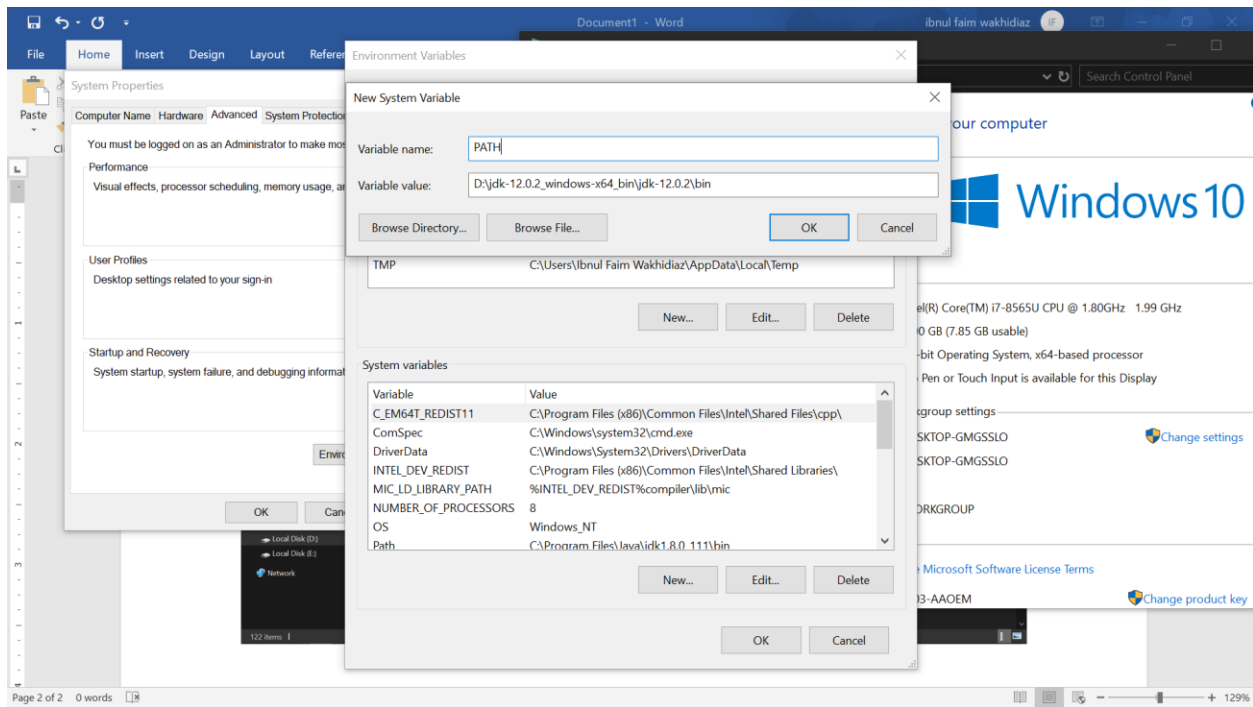 Document1 - Word
ibnul faim wakhidiaz
IF
File Home Insert Design Layout Referen
Paste
System Properties
Computer Name Hardware Advanced System Protection
You must be logged on as an Administrator to make mos
Performance
Visual effects, processor scheduling, memory usage, an
User Profiles
Desktop settings related to your sign-in
Startup and Recovery
System startup, system failure, and debugging informat
Enviro
OK Can
Local Disk (D:)
Local Disk (E:)
Network
122 items
Environment Variables
New System Variable
Variable name: PATH
Variable value: D:\jdk-12.0.2_windows-x64_bin\jdk-12.0.2\bin
Browse Directory... Browse File... OK Cancel
TMP C:\Users\Ibnul Faim Wakhidiaz\AppData\Local\Temp
New... Edit... Delete
System variables
Variable Value
C_EM64T_REDIST11 C:\Program Files (x86)\Common Files\Intel\Shared Files\cpp\
ComSpec C:\Windows\system32\cmd.exe
DriverData C:\Windows\System32\Drivers\DriverData
INTEL_DEV_REDIST C:\Program Files (x86)\Common Files\Intel\Shared Libraries\
MIC_LD_LIBRARY_PATH %INTEL_DEV_REDIST%compiler\lib\mic
NUMBER_OF_PROCESSORS 8
OS Windows_NT
Path C:\Program Files\Java\jdk1.8.0_111\bin
New... Edit... Delete
OK Cancel
Search Control Panel
our computer
Windows 10
el(R) Core(TM) i7-8565U CPU @ 1.80GHz 1.99 GHz
0 GB (7.85 GB usable)
-bit Operating System, x64-based processor
Pen or Touch Input is available for this Display
kgroup settings
SKTOP-GMGSSLO
Change settings
SKTOP-GMGSSLO
ORKGROUP
Microsoft Software License Terms
03-AAOEM
Change product key
Page 2 of 2 0 words
129%